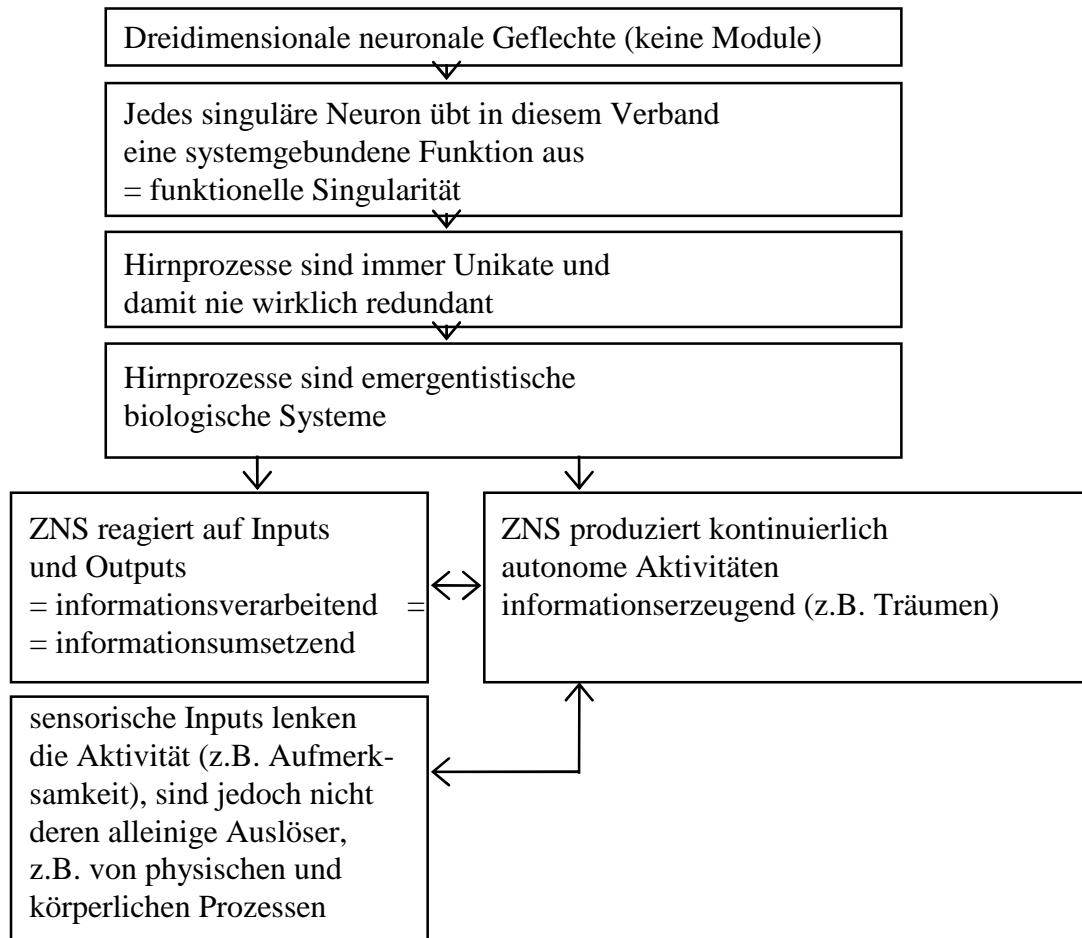 Dreidimensionale neuronale Geflechte (keine Module)
Jedes singuläre Neuron übt in diesem Verband
eine systemgebundene Funktion aus
= funktionelle Singularität
Hirnprozesse sind immer Unikate und
damit nie wirklich redundant
Hirnprozesse sind emergentistische
biologische Systeme
ZNS reagiert auf Inputs
und Outputs
= informationsverarbeitend =
= informationsumsetzend
ZNS produziert kontinuierlich
autonome Aktivitäten
informationserzeugend (z.B. Träumen)
sensorische Inputs lenken
die Aktivität (z.B. Aufmerk-
samkeit), sind jedoch nicht
deren alleinige Auslöser,
z.B. von physischen und
körperlichen Prozessen